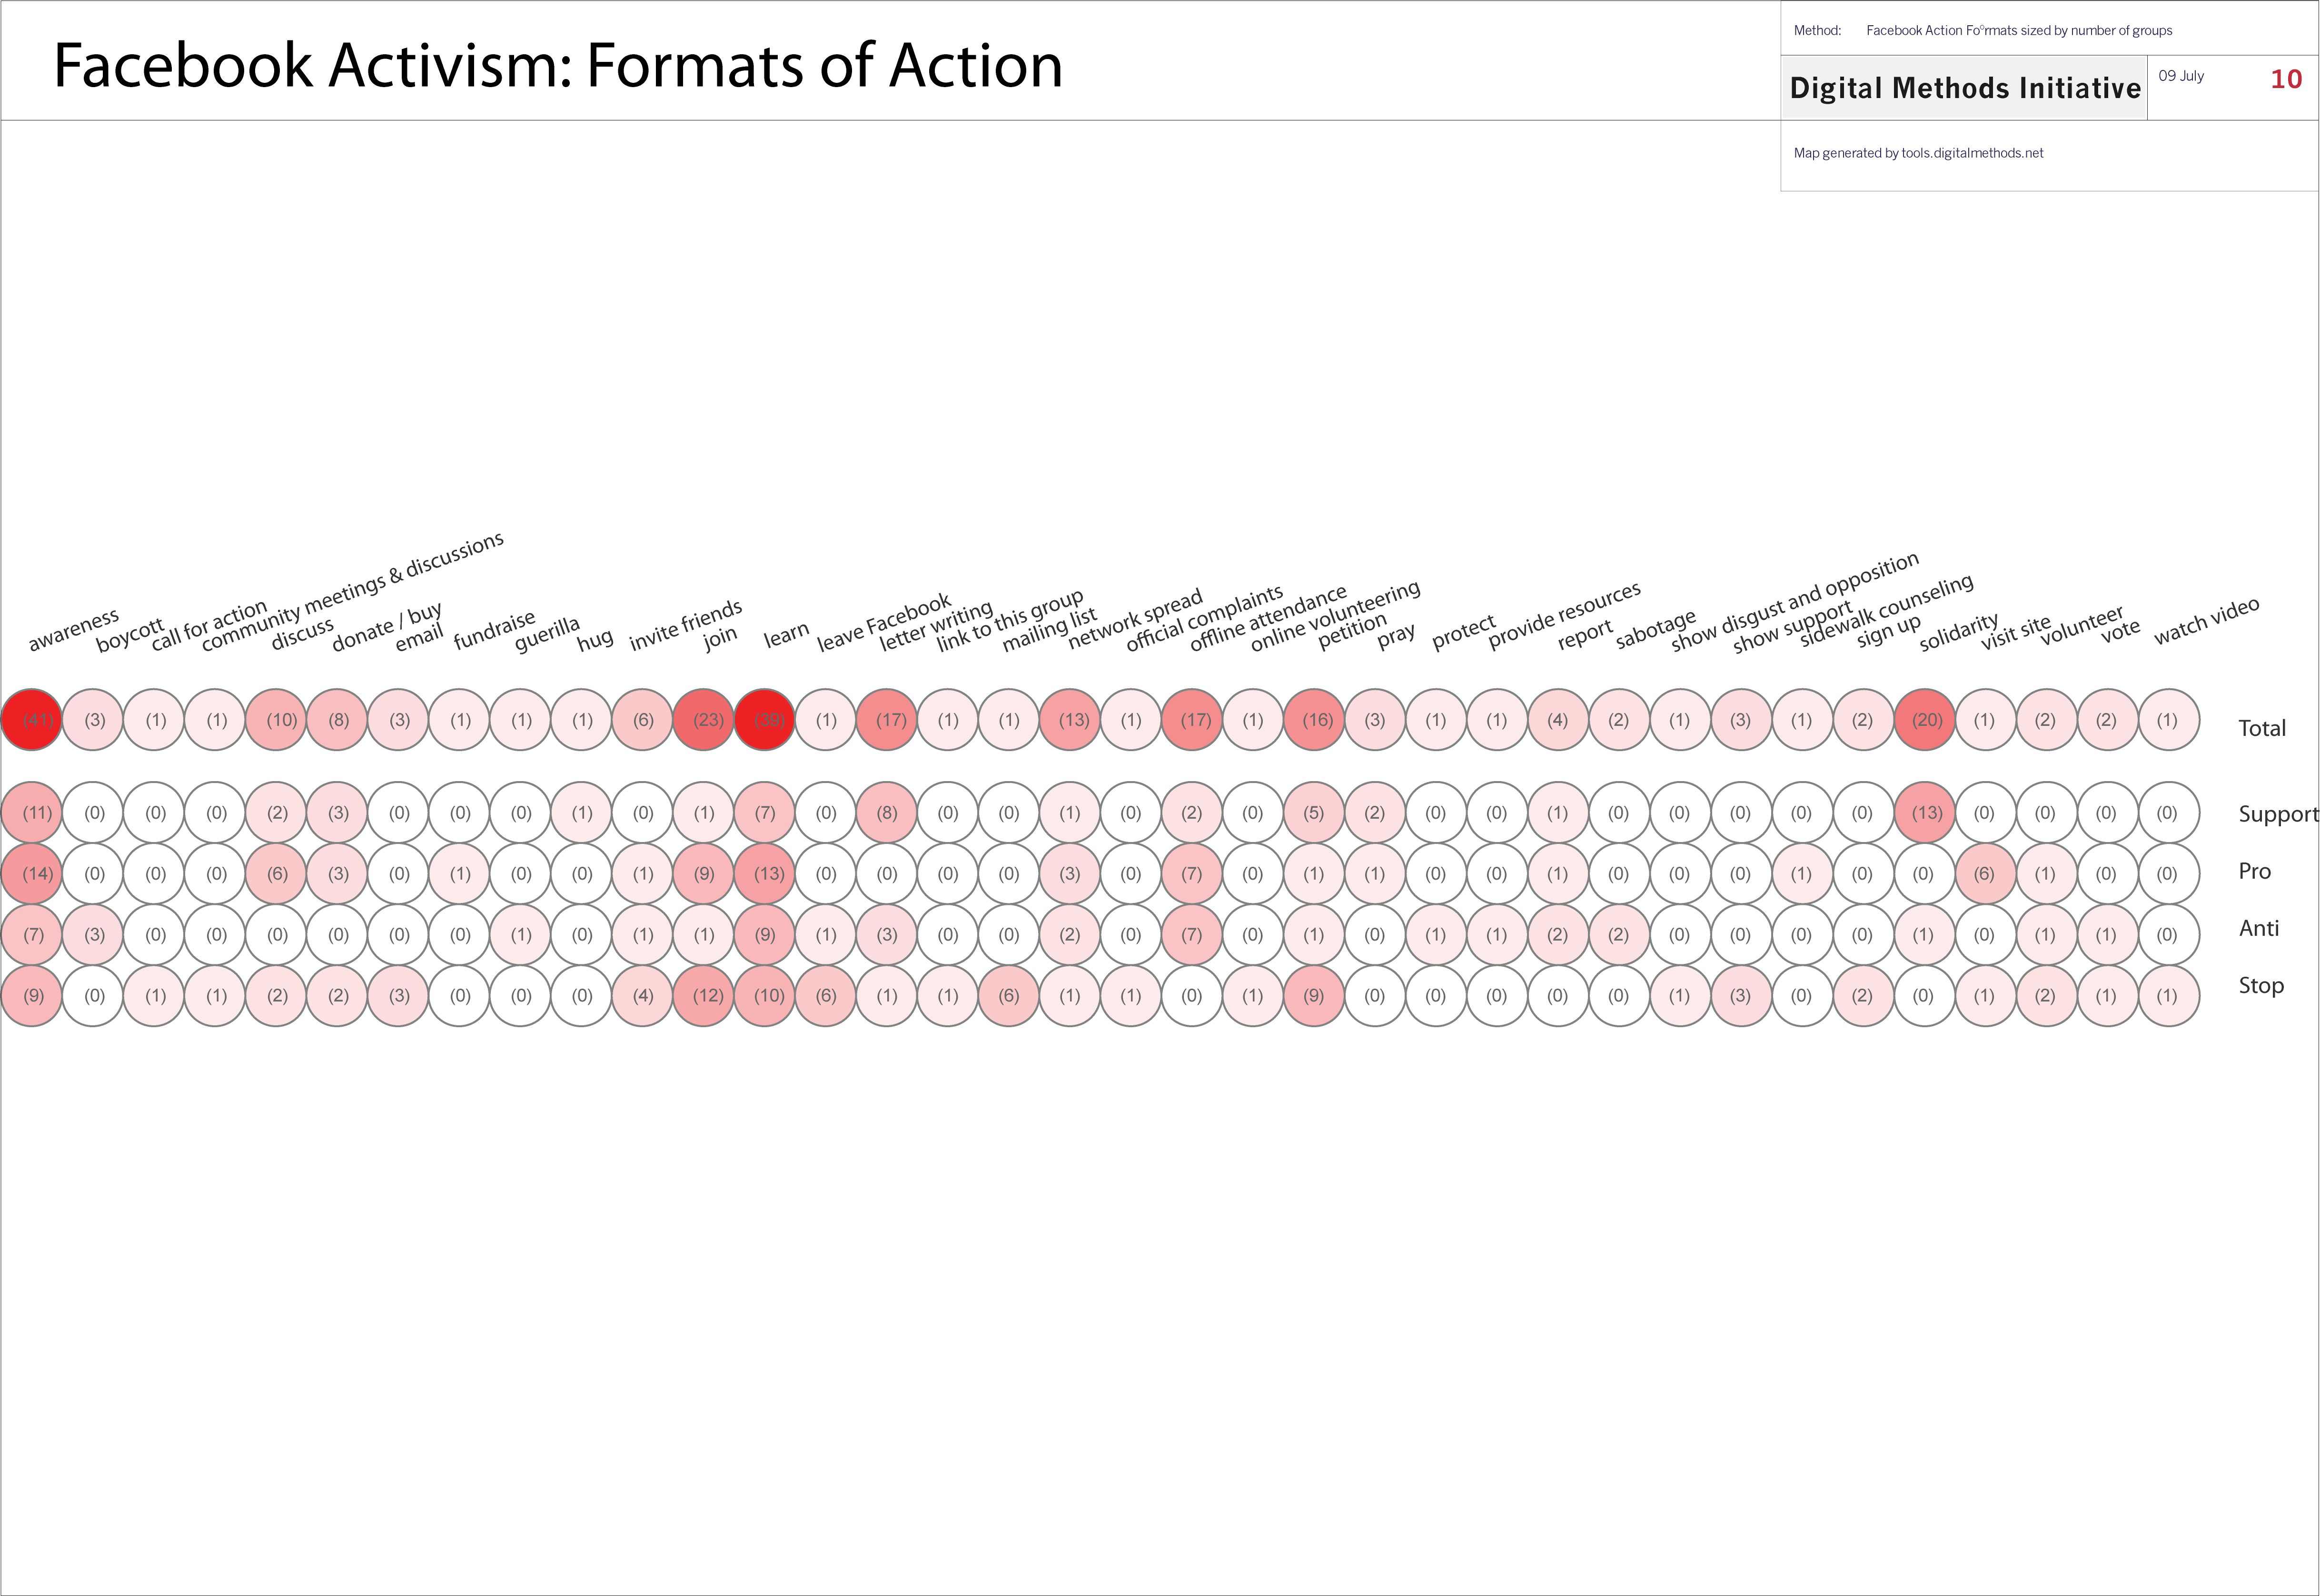 Facebook Activism: Formats of Action
Method: Facebook Action Fo°rmats sized by number of groups
Digital Methods Initiative
09 July
10
Map generated by tools.digitalmethods.net
awareness
boycott
call for action
community meetings & discussions
discuss
donate / buy
email
fundraise
guerilla
hug
invite friends
join
learn
leave Facebook
letter writing
link to this group
mailing list
network spread
official complaints
offline attendance
online volunteering
petition
pray
protect
provide resources
report
sabotage
show disgust and opposition
show support
sidewalk counseling
sign up
solidarity
visit site
volunteer
vote
watch video
(41) (3) (1) (1) (10) (8) (3) (1) (1) (1) (6) (23) (39) (1) (17) (1) (1) (13) (1) (17) (1) (16) (3) (1) (1) (4) (2) (1) (3) (1) (2) (20) (1) (2) (2) (1) Total
(11) (0) (0) (0) (2) (3) (0) (0) (0) (1) (0) (1) (7) (0) (8) (0) (0) (1) (0) (2) (0) (5) (2) (0) (0) (1) (0) (0) (0) (0) (0) (13) (0) (0) (0) (0) Support
(14) (0) (0) (0) (6) (3) (0) (1) (0) (0) (1) (9) (13) (0) (0) (0) (0) (3) (0) (7) (0) (1) (1) (0) (0) (1) (0) (0) (0) (1) (0) (0) (6) (1) (0) (0) Pro
(7) (3) (0) (0) (0) (0) (0) (0) (1) (0) (1) (1) (9) (1) (3) (0) (0) (2) (0) (7) (0) (1) (0) (1) (1) (2) (2) (0) (0) (0) (0) (1) (0) (1) (1) (0) Anti
(9) (0) (1) (1) (2) (2) (3) (0) (0) (0) (4) (12) (10) (6) (1) (1) (6) (1) (1) (0) (1) (9) (0) (0) (0) (0) (0) (1) (3) (0) (2) (0) (1) (2) (1) (1) Stop